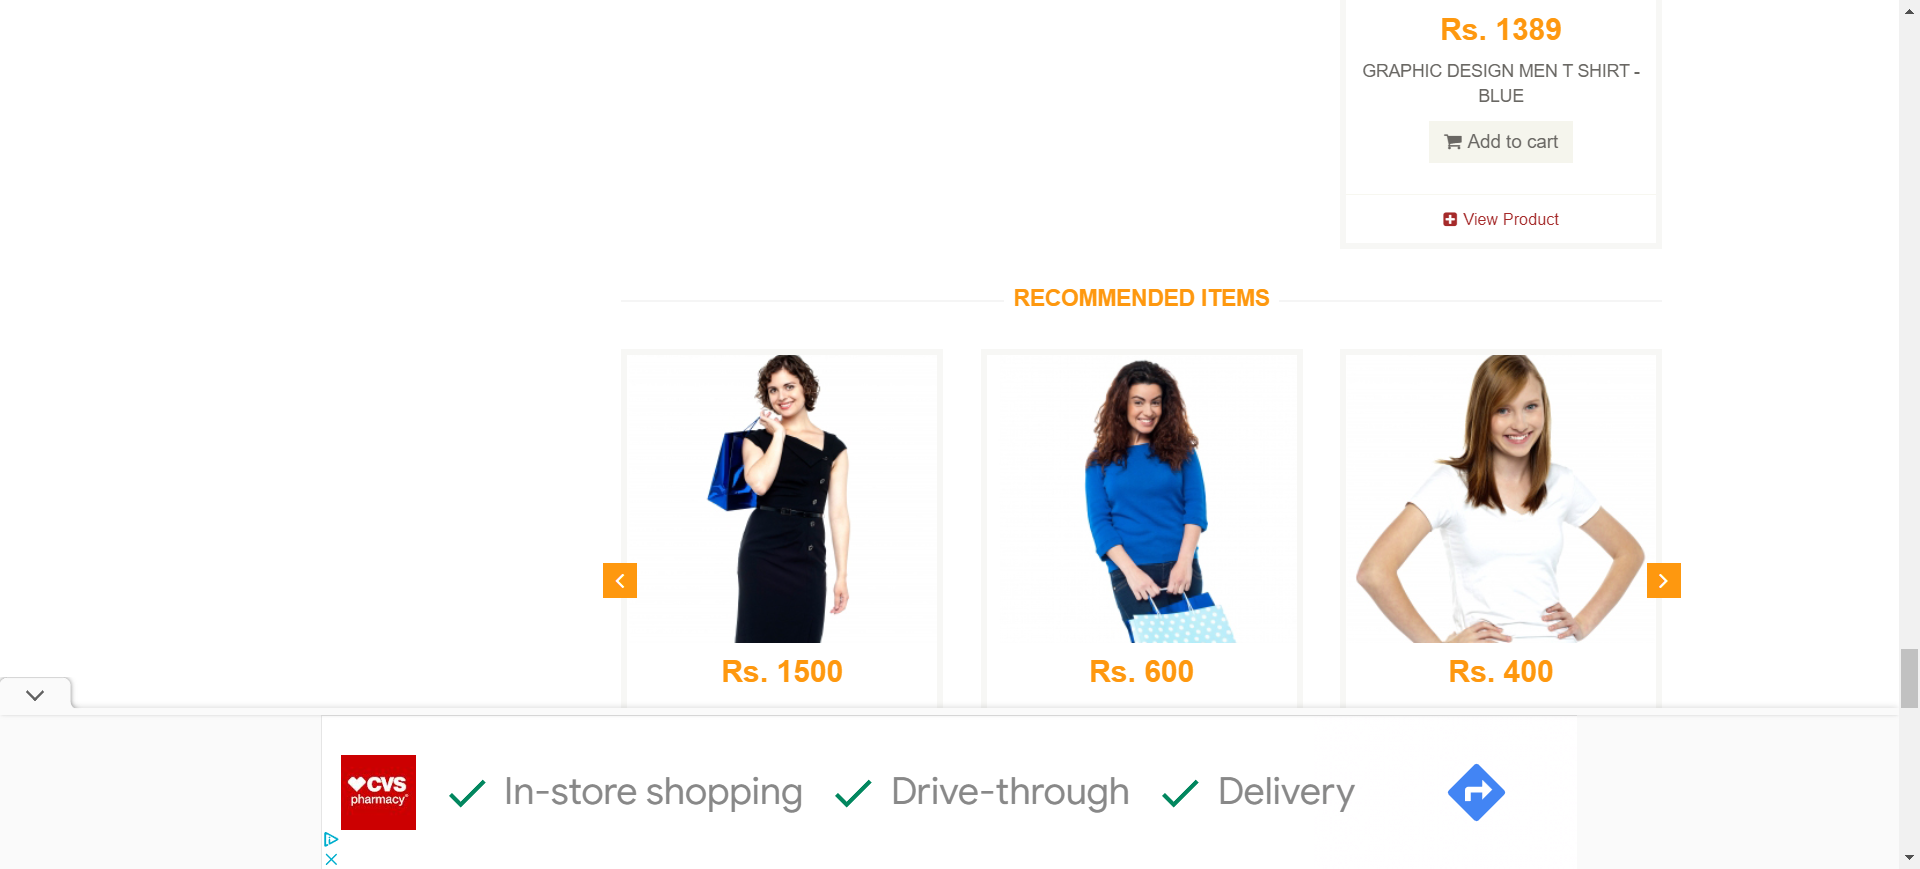 Rs. 1389
GRAPHIC DESIGN MEN T SHIRT -
BLUE
Add to cart
View Product
RECOMMENDED ITEMS
Rs. 1500
Rs. 600
Rs. 400
CVS
pharmacy
In-store shopping
Drive-through
Delivery